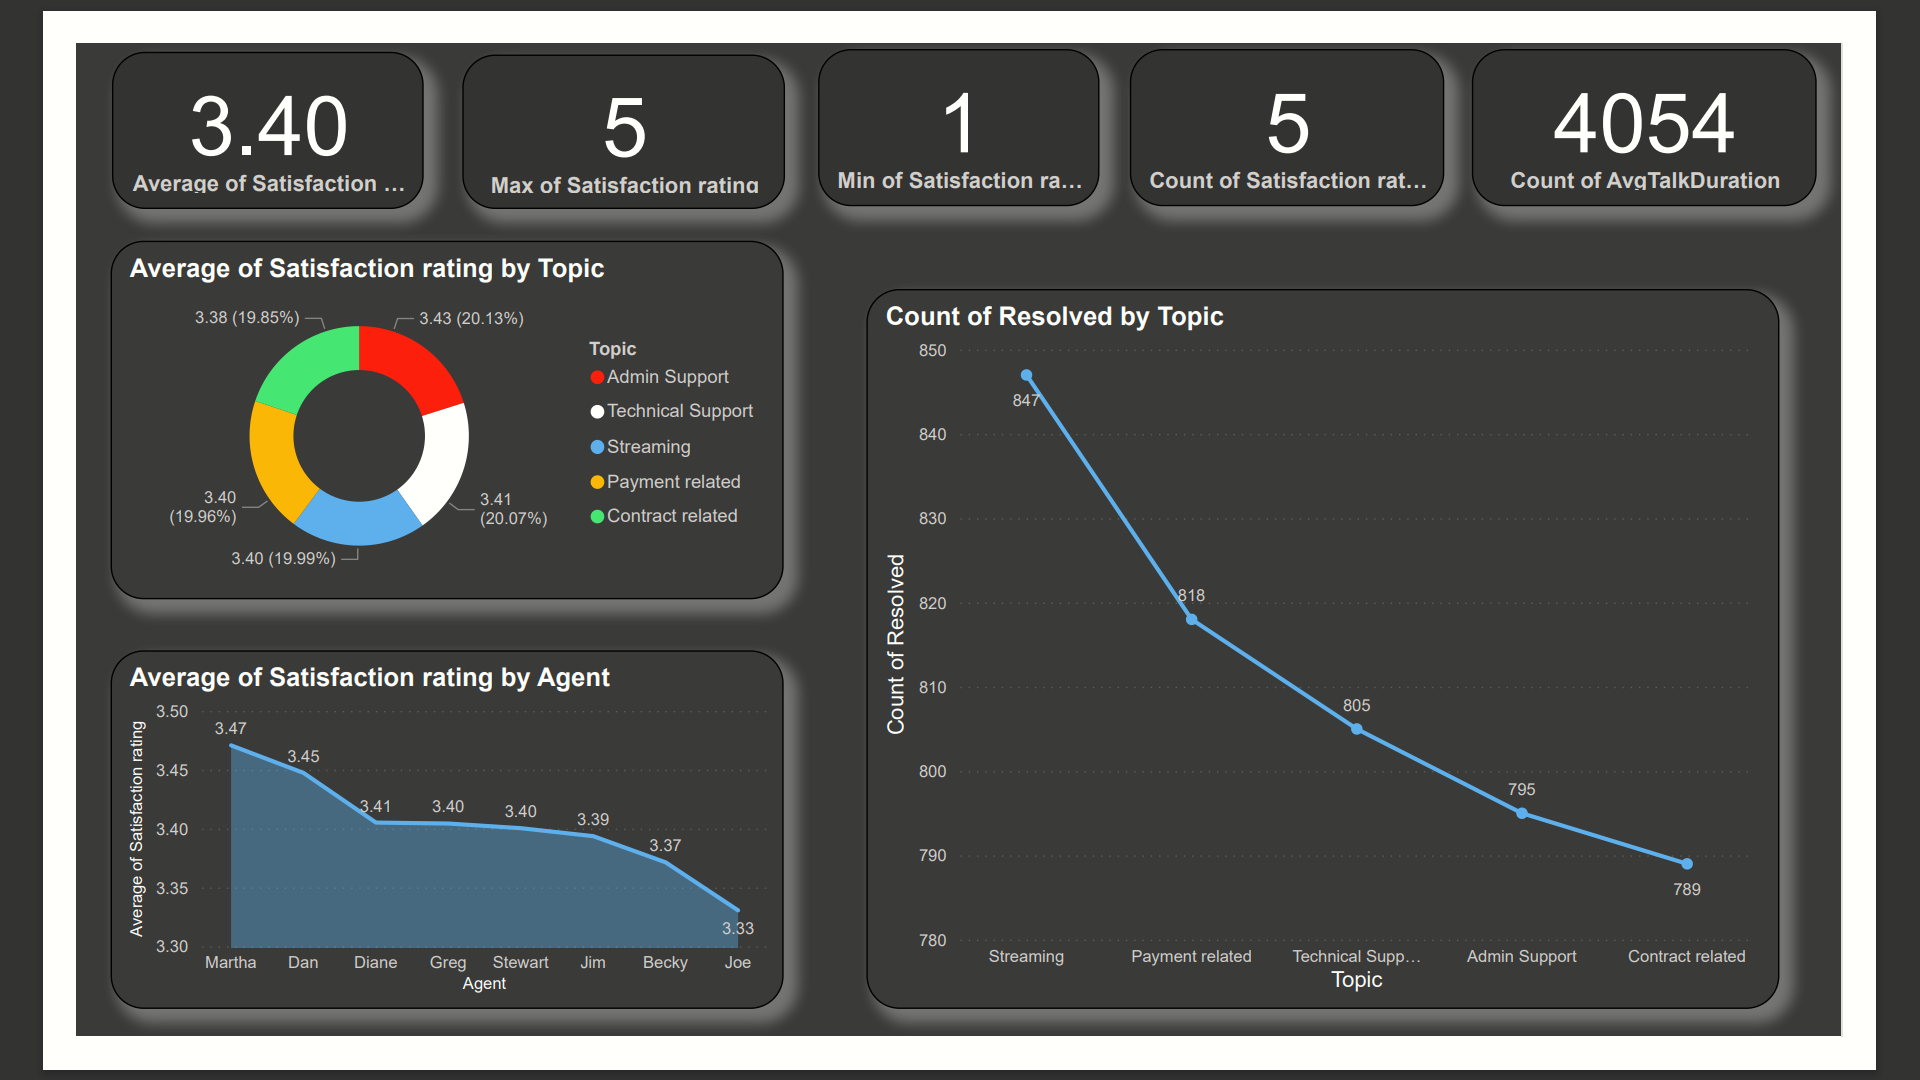 3.40
Average of Satisfaction ...
5
Max of Satisfaction rating
1
Min of Satisfaction ra...
5
Count of Satisfaction rat...
4054
Count of AvgTalkDuration
Average of Satisfaction rating by Topic
3.38 (19.85%)
3.43 (20.13%)
3.40
(19.96%)
3.41
(20.07%)
3.40 (19.99%)
Topic
Admin Support
Technical Support
Streaming
Payment related
Contract related
Average of Satisfaction rating by Agent
Average of Satisfaction rating
3.50
3.45
3.40
3.35
3.30
3.47
3.45
3.41
3.40
3.40
3.39
3.37
3.33
Martha Dan Diane Greg Stewart Jim Becky Joe
Agent
Count of Resolved by Topic
Count of Resolved
850
840
830
820
810
800
790
780
847
818
805
795
789
Streaming Payment related Technical Supp... Admin Support Contract related
Topic